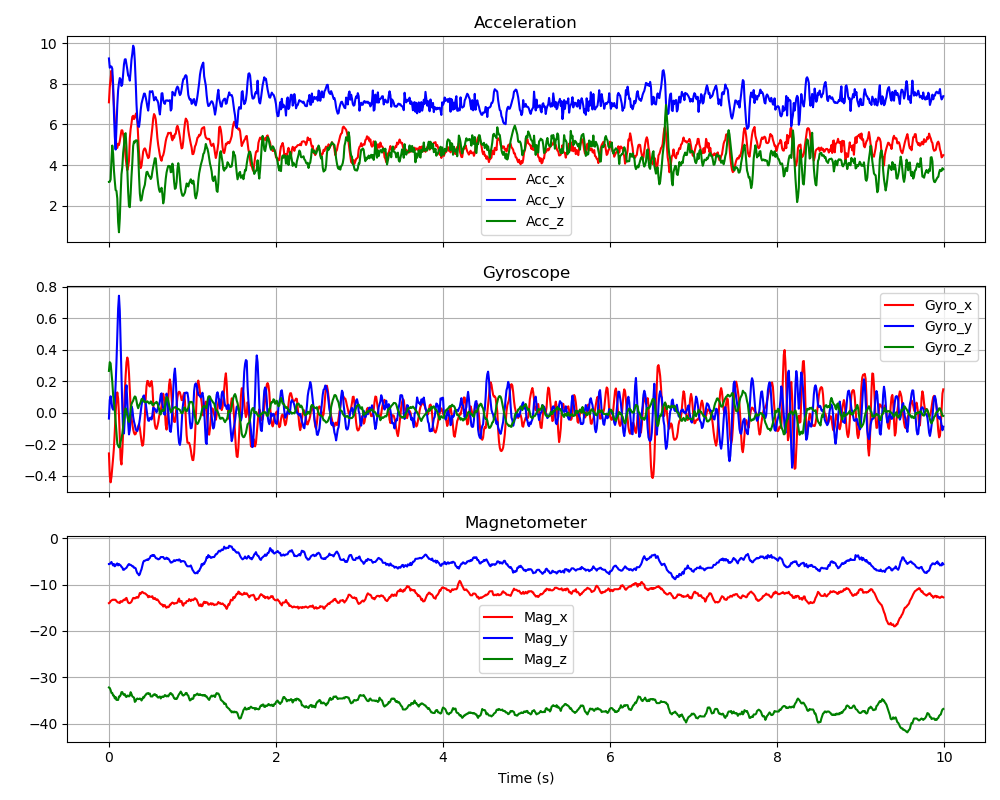 Acceleration
10
8
6
4
2
Acc_x
Acc_y
Acc_z
Gyroscope
0.8
0.6
0.4
0.2
0.0
−0.2
−0.4
Gyro_x
Gyro_y
Gyro_z
Magnetometer
0
−10
−20
−30
−40
Mag_x
Mag_y
Mag_z
0 2 4 6 8 10
Time (s)